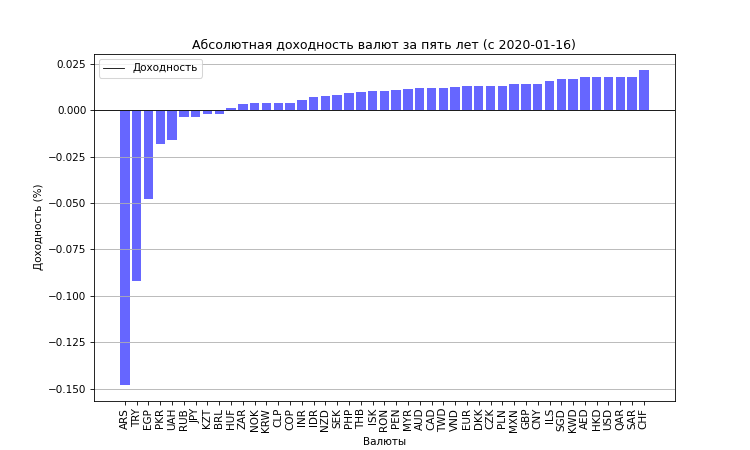 Абсолютная доходность валют за пять лет (с 2020-01-16)
Доходность
0.025
0.000
−0.025
−0.050
−0.075
−0.100
−0.125
−0.150
Доходность (%)
ARS
TRY
EGP
PKR
UAH
RUB
JPY
KZT
BRL
HUF
ZAR
NOK
KRW
CLP
COP
INR
IDR
NZD
SEK
PHP
THB
ISK
RON
PEN
MYR
AUD
CAD
TWD
VND
EUR
DKK
CZK
PLN
MXN
GBP
CNY
ILS
SGD
KWD
AED
HKD
USD
QAR
SAR
CHF
Валюты